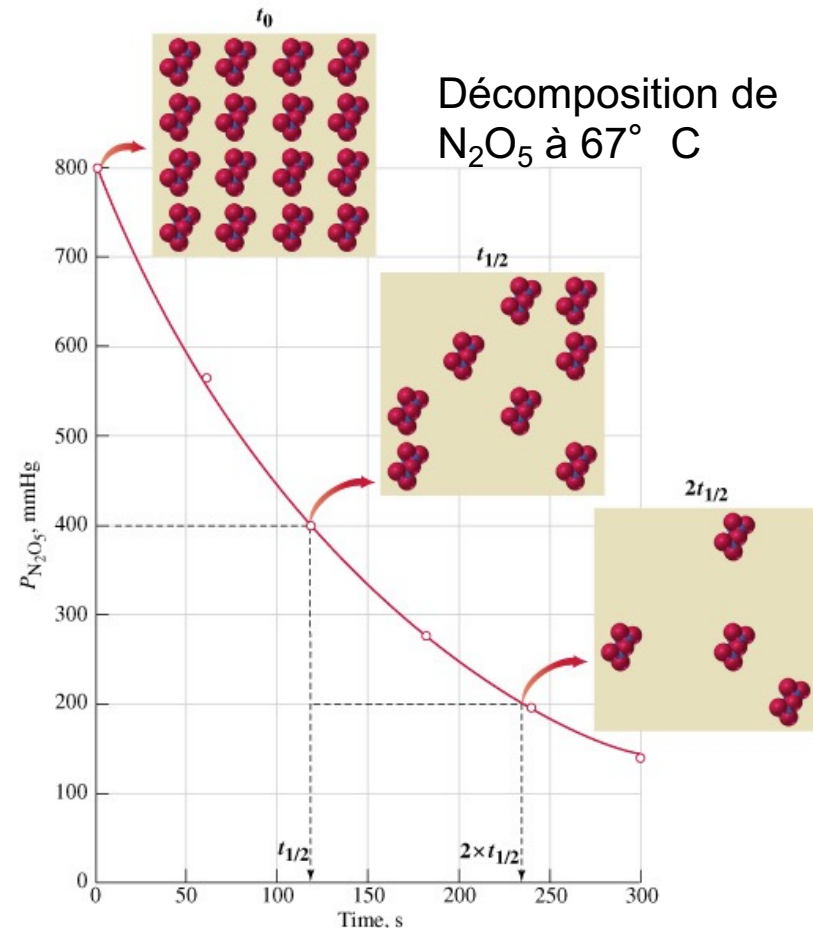 t₀
Décomposition de
N₂O₅ à 67° C
800
700
600
500
400
300
200
100
0
P_N₂O₅, mmHg
t₁/₂
2t₁/₂
t₁/₂
2×t₁/₂
0 50 100 150 200 250 300
Time, s